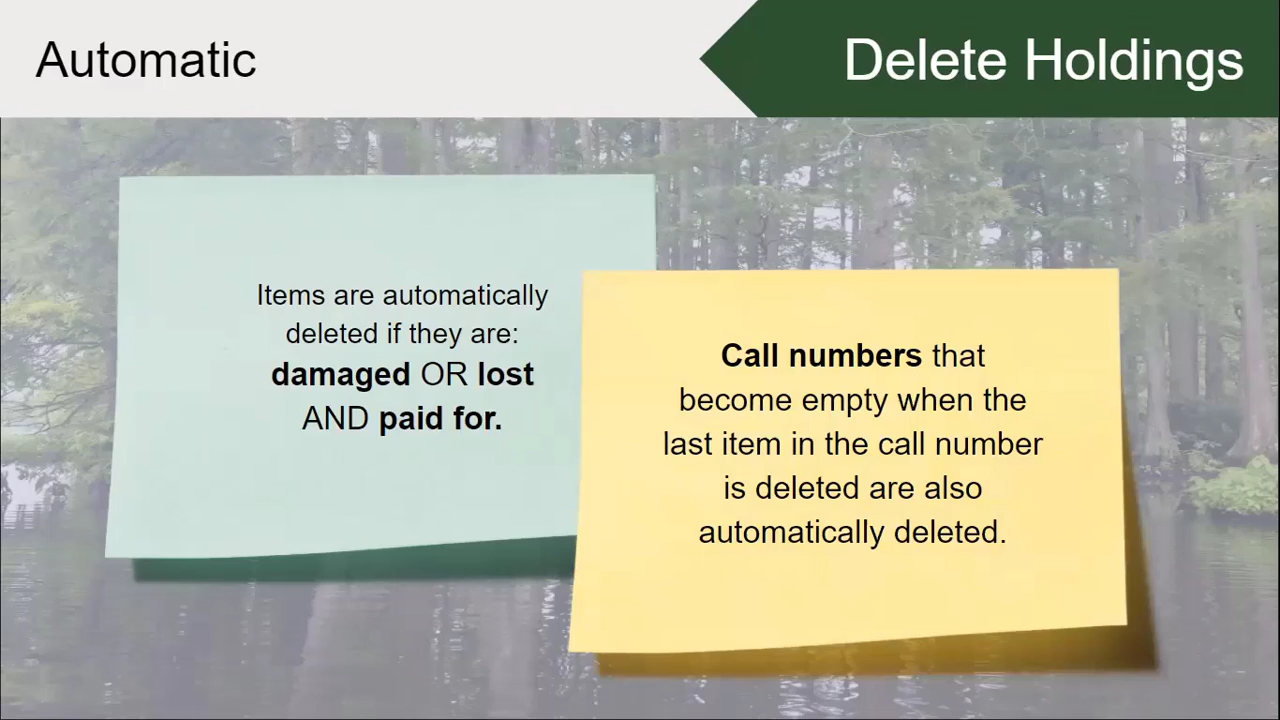 Automatic
Delete Holdings
Items are automatically
deleted if they are:
damaged OR lost
AND paid for.
Call numbers that
become empty when the
last item in the call number
is deleted are also
automatically deleted.